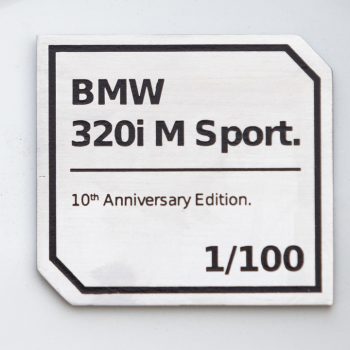 BMW
320i M Sport.
10th Anniversary Edition.
1/100